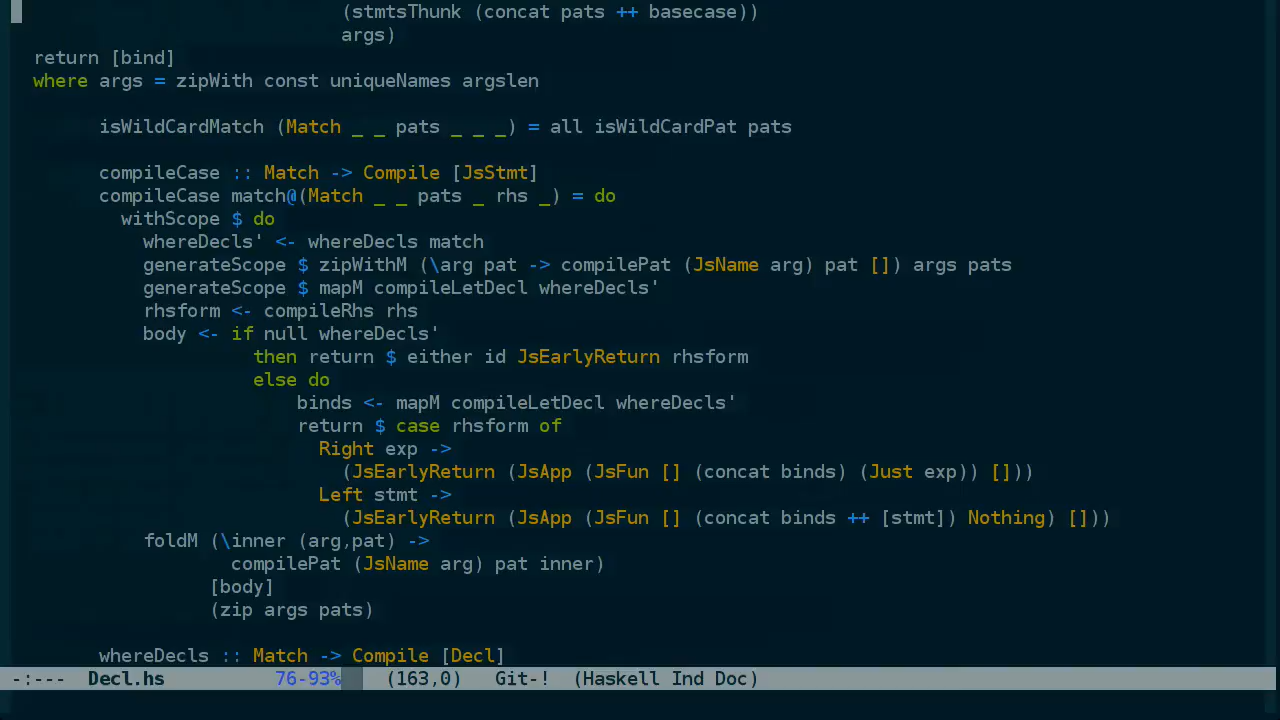 (stmtsThunk (concat pats ++ basecase))
args)
return [bind]
where args = zipWith const uniqueNames argslen
isWildCardMatch (Match _ _ pats _ _ _) = all isWildCardPat pats
compileCase :: Match -> Compile [JsStmt]
compileCase match@(Match _ _ pats _ rhs _) = do
withScope $ do
whereDecls' <- whereDecls match
generateScope $ zipWithM (\arg pat -> compilePat (JsName arg) pat []) args pats
generateScope $ mapM compileLetDecl whereDecls'
rhsform <- compileRhs rhs
body <- if null whereDecls'
then return $ either id JsEarlyReturn rhsform
else do
binds <- mapM compileLetDecl whereDecls'
return $ case rhsform of
Right exp ->
(JsEarlyReturn (JsApp (JsFun [] (concat binds) (Just exp)) []))
Left stmt ->
(JsEarlyReturn (JsApp (JsFun [] (concat binds ++ [stmt]) Nothing) []))
foldM (\inner (arg,pat) ->
compilePat (JsName arg) pat inner)
[body]
(zip args pats)
whereDecls :: Match -> Compile [Decl]
-:--- Decl.hs 76-93% (163,0) Git-! (Haskell Ind Doc)